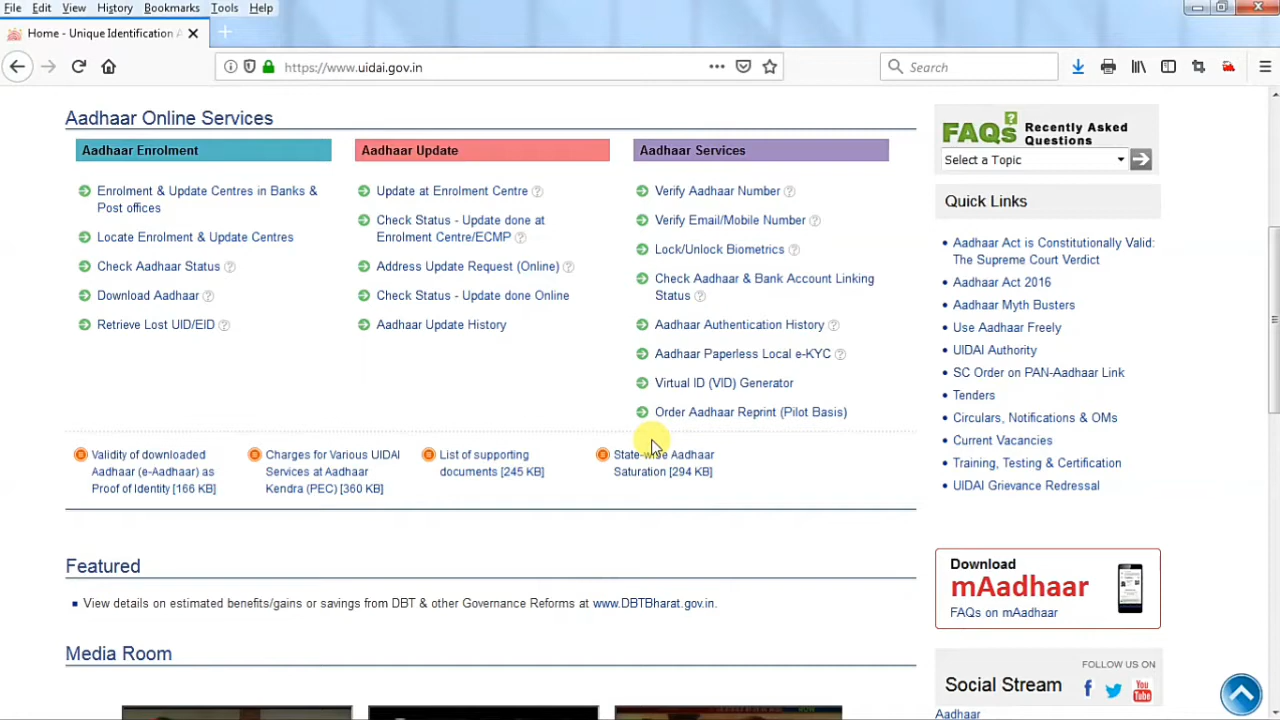 File Edit View History Bookmarks Tools Help
Home - Unique Identification A
https://www.uidai.gov.in
Search
Aadhaar Online Services
Aadhaar Enrolment
Enrolment & Update Centres in Banks &
Post offices
Locate Enrolment & Update Centres
Check Aadhaar Status ?
Download Aadhaar ?
Retrieve Lost UID/EID ?
Aadhaar Update
Update at Enrolment Centre ?
Check Status - Update done at
Enrolment Centre/ECMP ?
Address Update Request (Online) ?
Check Status - Update done Online
Aadhaar Update History
Aadhaar Services
Verify Aadhaar Number ?
Verify Email/Mobile Number ?
Lock/Unlock Biometrics ?
Check Aadhaar & Bank Account Linking
Status ?
Aadhaar Authentication History ?
Aadhaar Paperless Local e-KYC ?
Virtual ID (VID) Generator
Order Aadhaar Reprint (Pilot Basis)
Validity of downloaded
Aadhaar (e-Aadhaar) as
Proof of Identity [166 KB]
Charges for Various UIDAI
Services at Aadhaar
Kendra (PEC) [360 KB]
List of supporting
documents [245 KB]
State-wise Aadhaar
Saturation [294 KB]
Featured
View details on estimated benefits/gains or savings from DBT & other Governance Reforms at www.DBTBharat.gov.in.
Media Room
FAQs ? Recently Asked
Questions
Select a Topic
Quick Links
Aadhaar Act is Constitutionally Valid:
The Supreme Court Verdict
Aadhaar Act 2016
Aadhaar Myth Busters
Use Aadhaar Freely
UIDAI Authority
SC Order on PAN-Aadhaar Link
Tenders
Circulars, Notifications & OMs
Current Vacancies
Training, Testing & Certification
UIDAI Grievance Redressal
Download
mAadhaar
FAQs on mAadhaar
FOLLOW US ON
Social Stream
You
Tube
Aadhaar